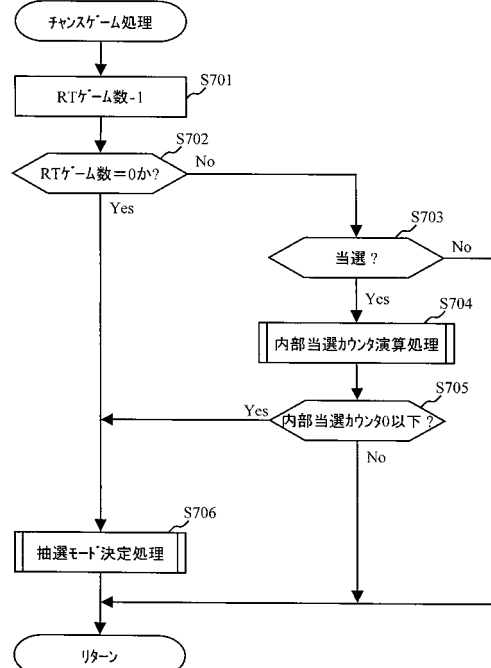 チャンスゲーム処理
S701
RTゲーム数-1
S702
RTゲーム数=0か?
No
Yes
S703
当選?
No
Yes
S704
内部当選カウンタ演算処理
S705
内部当選カウンタ0以下?
Yes
No
S706
抽選モード決定処理
リターン